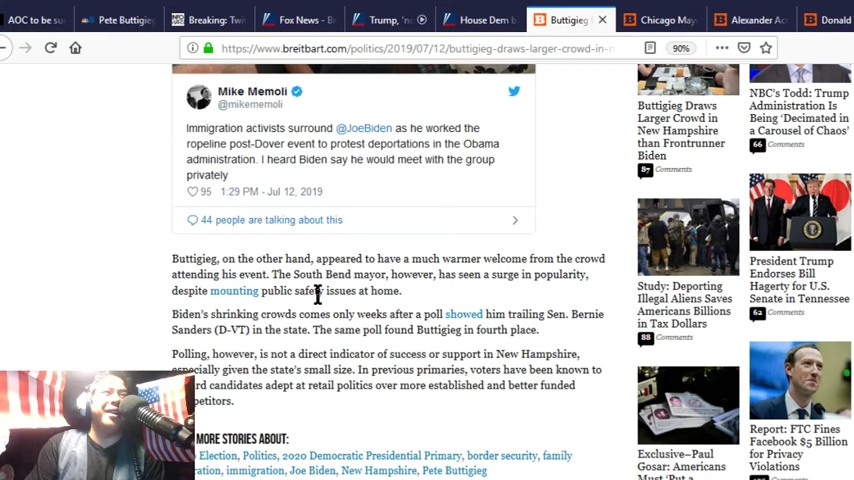 AOC to be su
Pete Buttigieg
Breaking: Twi
Fox News - Br
Trump, 'no
House Dem b
Buttigieg
Chicago May
Alexander Aco
Donald
https://www.breitbart.com/politics/2019/07/12/buttigieg-draws-larger-crowd-in-n
90%
Mike Memoli
@mikememoli
Immigration activists surround @JoeBiden as he worked the
ropeline post-Dover event to protest deportations in the Obama
administration. I heard Biden say he would meet with the group
privately
95 1:29 PM - Jul 12, 2019
44 people are talking about this
Buttigieg, on the other hand, appeared to have a much warmer welcome from the crowd
attending his event. The South Bend mayor, however, has seen a surge in popularity,
despite mounting public safety issues at home.
Biden's shrinking crowds comes only weeks after a poll showed him trailing Sen. Bernie
Sanders (D-VT) in the state. The same poll found Buttigieg in fourth place.
Polling, however, is not a direct indicator of success or support in New Hampshire,
especially given the state's small size. In previous primaries, voters have been known to
candidates adept at retail politics over more established and better funded
MORE STORIES ABOUT:
Election, Politics, 2020 Democratic Presidential Primary, border security, family
immigration, Joe Biden, New Hampshire, Pete Buttigieg
Buttigieg Draws
Larger Crowd in
New Hampshire
than Frontrunner
Biden
87 Comments
Study: Deporting
Illegal Aliens Saves
Americans Billions
in Tax Dollars
88 Comments
Exclusive–Paul
Gosar: Americans
Must 'Put a
NBC's Todd: Trump
Administration Is
Being 'Decimated in
a Carousel of Chaos'
66 Comments
President Trump
Endorses Bill
Hagerty for U.S.
Senate in Tennessee
62 Comments
Report: FTC Fines
Facebook $5 Billion
for Privacy
Violations